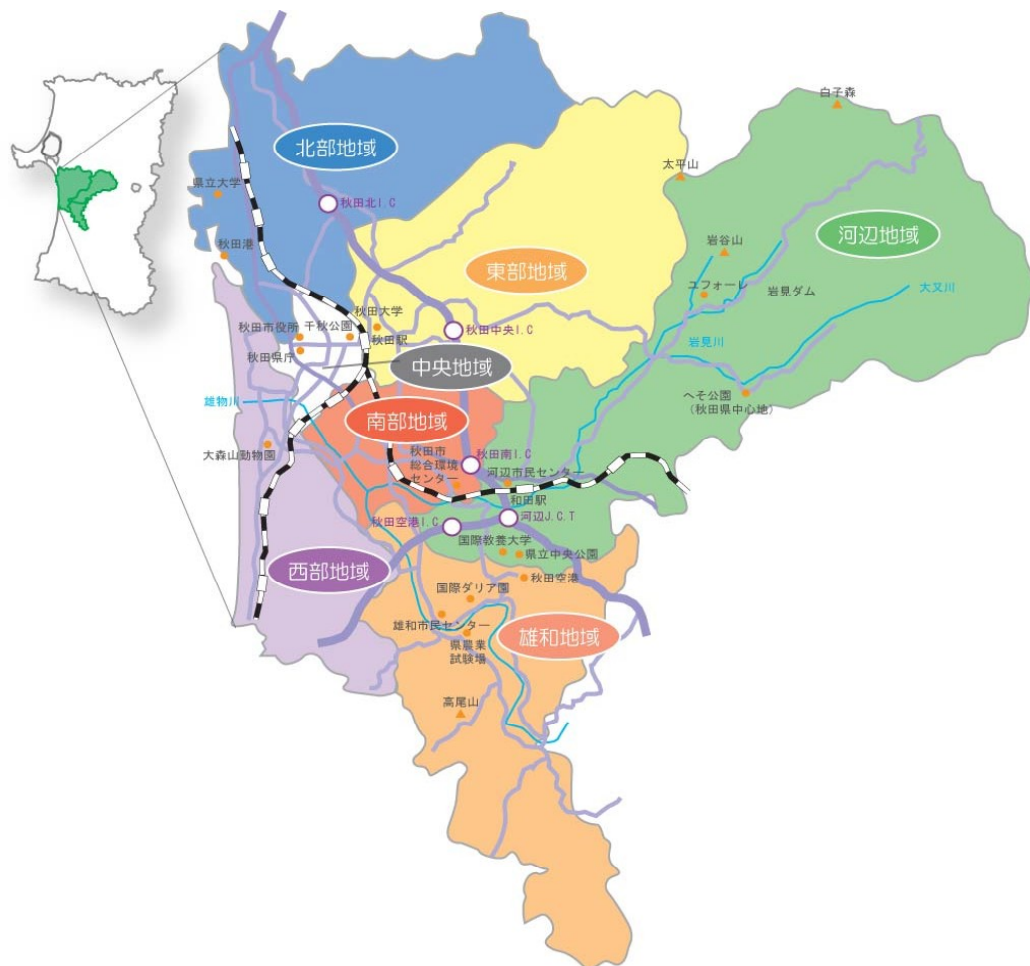 白子森
北部地域
太平山
県立大学
秋田北I.C
岩谷山
河辺地域
秋田港
東部地域
ユフォーレ
岩見ダム
大又川
秋田大学
秋田市役所
千秋公園
秋田中央I.C
秋田駅
岩見川
秋田県庁
中央地域
へそ公園
(秋田県中心地)
雄物川
南部地域
大森山動物園
秋田市
総合環境
センター
秋田南I.C
河辺市民センター
和田駅
秋田空港I.C
河辺J.C.T
国際教養大学
県立中央公園
西部地域
秋田空港
国際ダリア園
雄和市民センター
雄和地域
県農業
試験場
高尾山